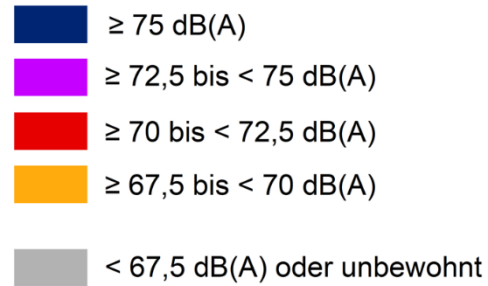 ≥ 75 dB(A)
≥ 72,5 bis < 75 dB(A)
≥ 70 bis < 72,5 dB(A)
≥ 67,5 bis < 70 dB(A)
< 67,5 dB(A) oder unbewohnt